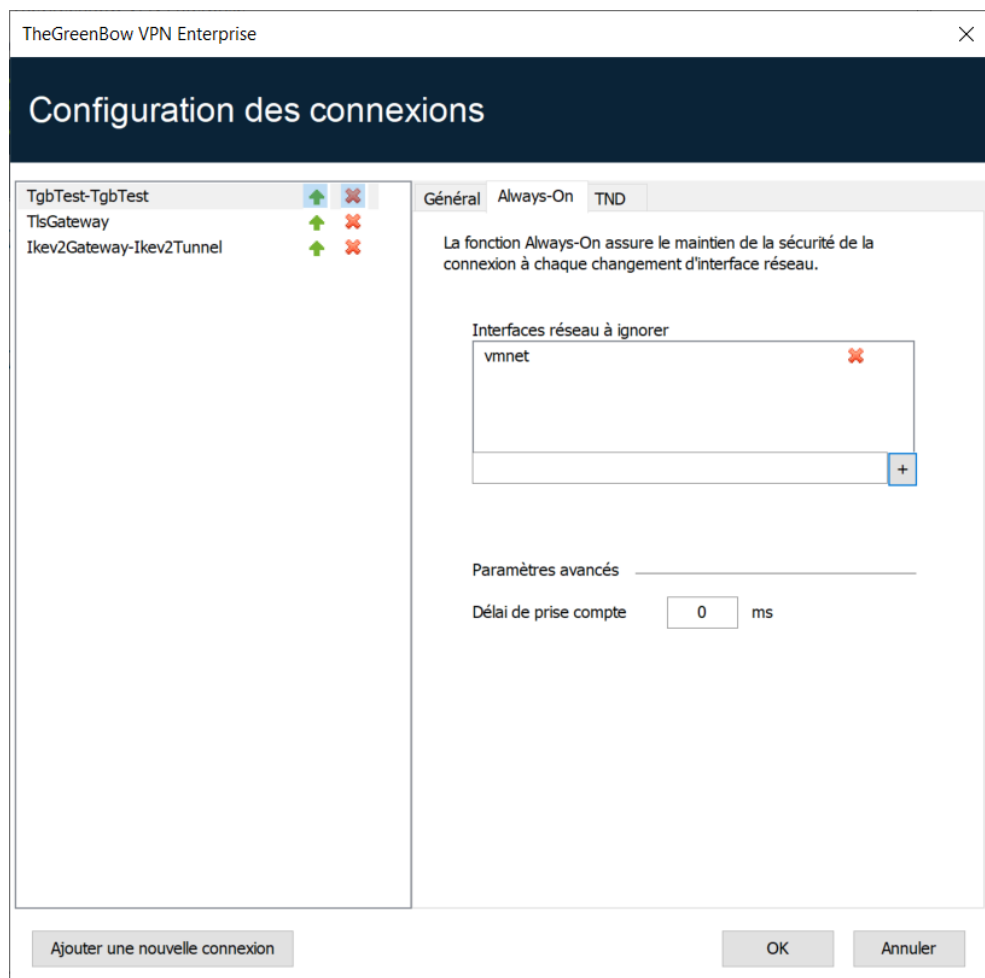 TheGreenBow VPN Enterprise
Configuration des connexions
TgbTest-TgbTest
TlsGateway
Ikev2Gateway-Ikev2Tunnel
Général Always-On TND
La fonction Always-On assure le maintien de la sécurité de la
connexion à chaque changement d'interface réseau.
Interfaces réseau à ignorer
vmnet
+
Paramètres avancés
Délai de prise compte 0 ms
Ajouter une nouvelle connexion OK Annuler